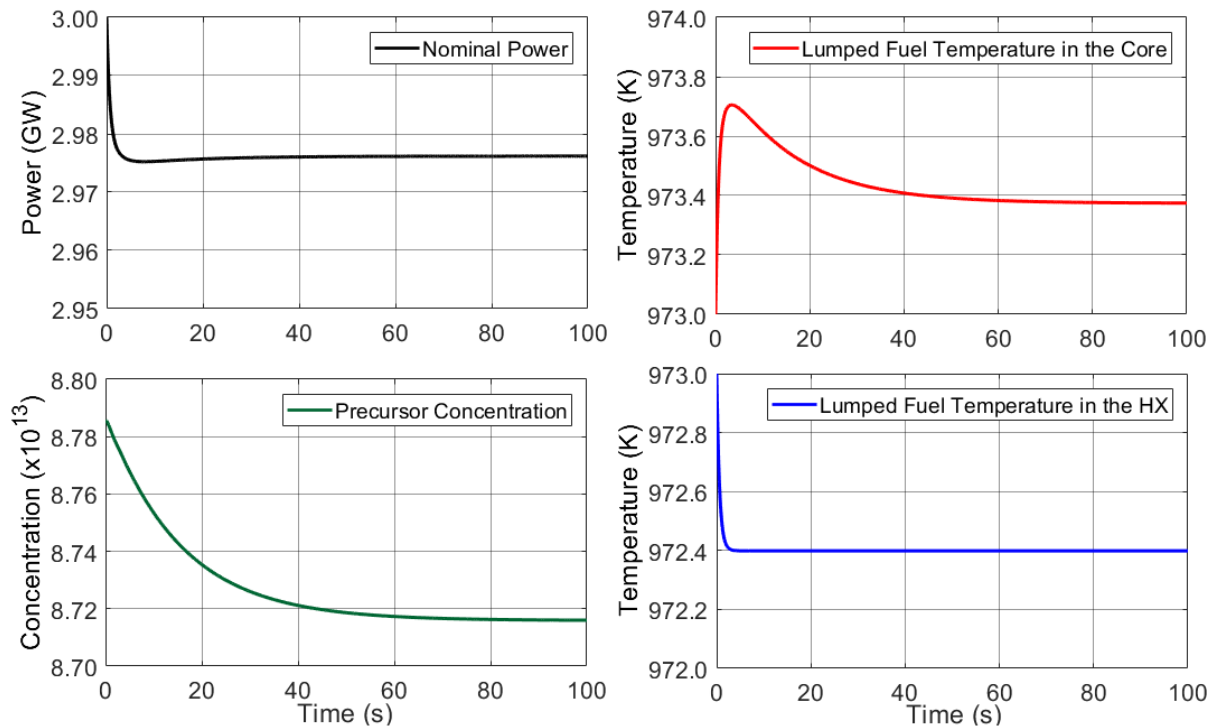 3.00
2.99
2.98
2.97
2.96
2.95
Power (GW)
Nominal Power
0 20 40 60 80 100
974.0
973.8
973.6
973.4
973.2
973.0
Temperature (K)
Lumped Fuel Temperature in the Core
0 20 40 60 80 100
8.80
8.78
8.76
8.74
8.72
8.70
Concentration (x10¹³)
Precursor Concentration
0 20 40 60 80 100
Time (s)
973.0
972.8
972.6
972.4
972.2
972.0
Temperature (K)
Lumped Fuel Temperature in the HX
0 20 40 60 80 100
Time (s)